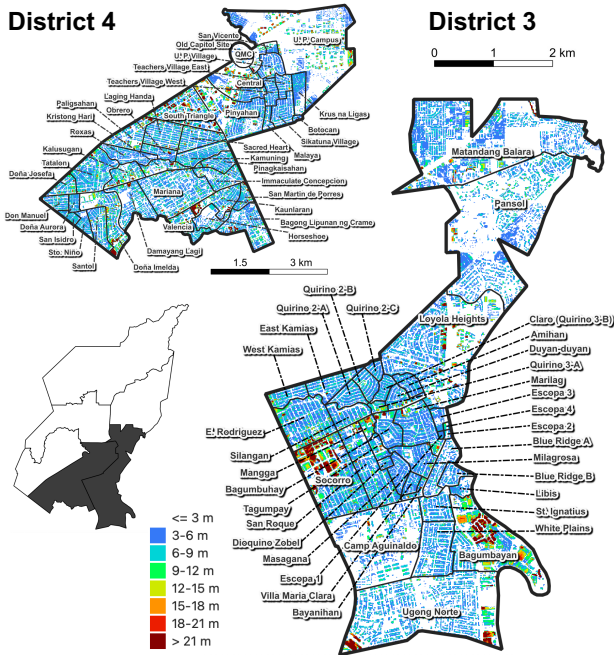 District 4
District 3
San Vicente
Old Capitol Site
U.P. Village
Teachers Village East
Teachers Village West
QMC
U.P. Campus
0 1 2 km
Central
Laging Handa
Obrero
Paligsahan
Kristong Hari
Roxas
Kalusugan
Tatalon
Doña Josefa
South Triangle
Pinyahan
Krus na Ligas
Botocan
Sikatuna Village
Malaya
Sacred Heart
Kamuning
Pinagkaisahan
Immaculate Concepcion
San Martin de Porres
Kaunlaran
Bagong Lipunan ng Crame
Horseshoe
Mariana
Valencia
Don Manuel
Doña Aurora
San Isidro
Sto. Niño
Santol
Damayang Lagi
Doña Imelda
1.5 3 km
Matandang Balara
Pansol
Loyola Heights
Quirino 2-B
Quirino 2-A
Quirino 2-C
East Kamias
West Kamias
Claro (Quirino 3-B)
Amihan
Duyan-duyan
Quirino 3-A
Marilag
Escopa 3
Escopa 4
Escopa 2
Blue Ridge A
Milagrosa
Blue Ridge B
Libis
St. Ignatius
White Plains
E. Rodriguez
Silangan
Mangga
Bagumbuhay
Socorro
Tagumpay
San Roque
Dioquino Zobel
Masagana
Escopa 1
Villa Maria Clara
Bayanihan
Camp Aguinaldo
Bagumbayan
Ugong Norte
<= 3 m
3-6 m
6-9 m
9-12 m
12-15 m
15-18 m
18-21 m
> 21 m